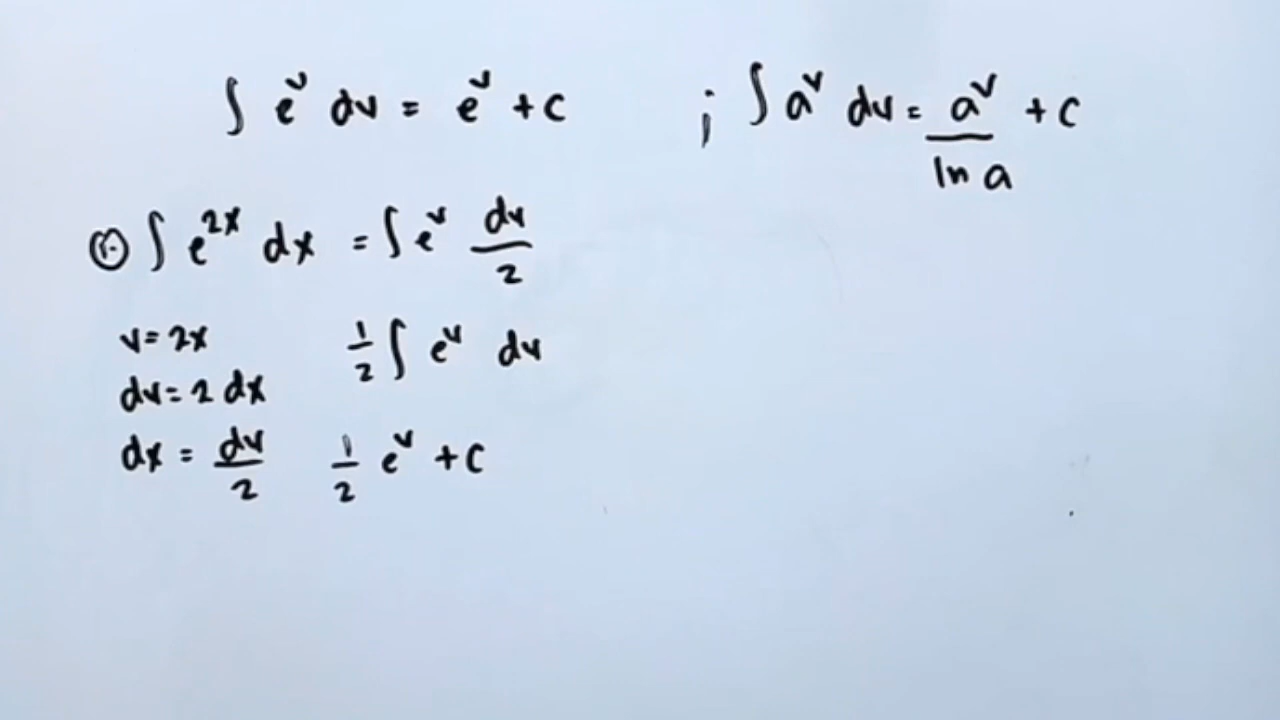 ∫ e^v dv = e^v + c ; ∫ a^v dv = a^v/ln a + c
① ∫ e^{2x} dx = ∫ e^v dv/2
v = 2x
dv = 2 dx
dx = dv/2
1/2 ∫ e^v dv
1/2 e^v + c